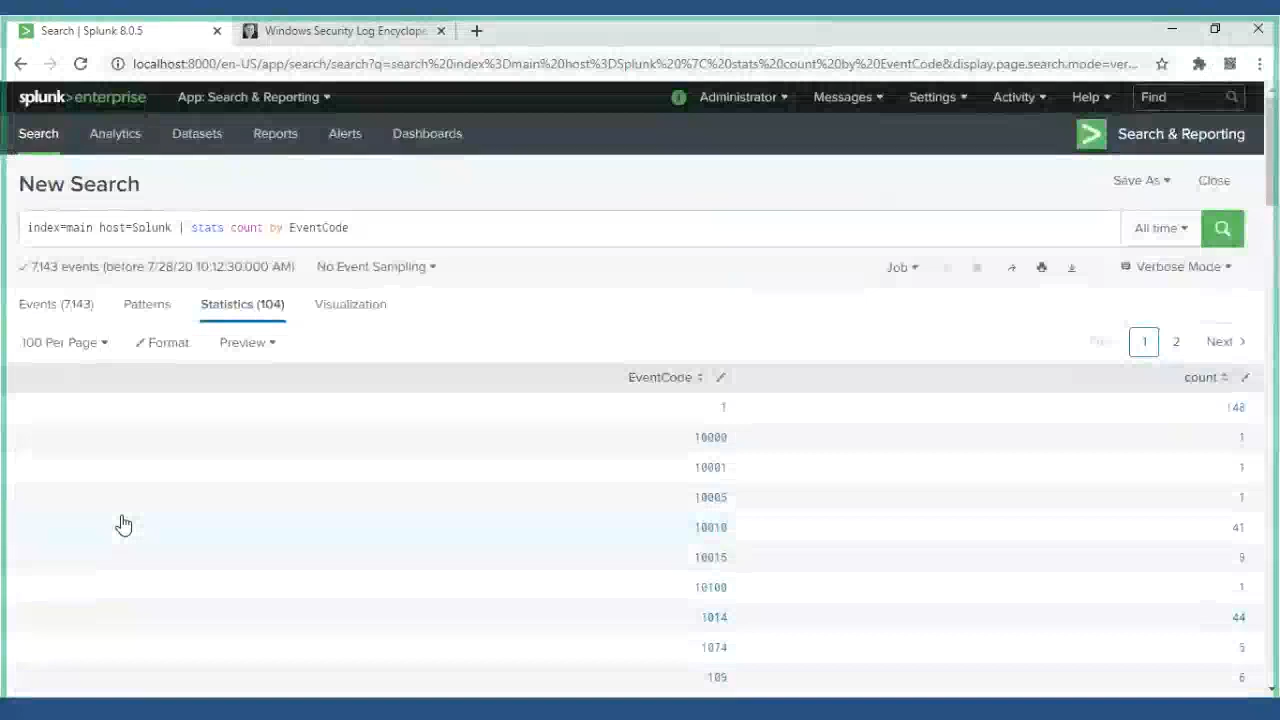 Search | Splunk 8.0.5
Windows Security Log Encyclope
localhost:8000/en-US/app/search/search?q=search%20index%3Dmain%20host%3DSplunk%20%7C%20stats%20count%20by%20EventCode&display.page.search.mode=ver...
splunk>enterprise App: Search & Reporting Administrator Messages Settings Activity Help Find
Search Analytics Datasets Reports Alerts Dashboards Search & Reporting
New Search Save As Close
index=main host=Splunk | stats count by EventCode All time
7,143 events (before 7/28/20 10:12:30.000 AM) No Event Sampling Job Verbose Mode
Events (7,143) Patterns Statistics (104) Visualization
100 Per Page Format Preview 1 2 Next
EventCode count
1 148
10000 1
10001 1
10005 1
10010 41
10015 9
10100 1
1014 44
1074 5
109 6